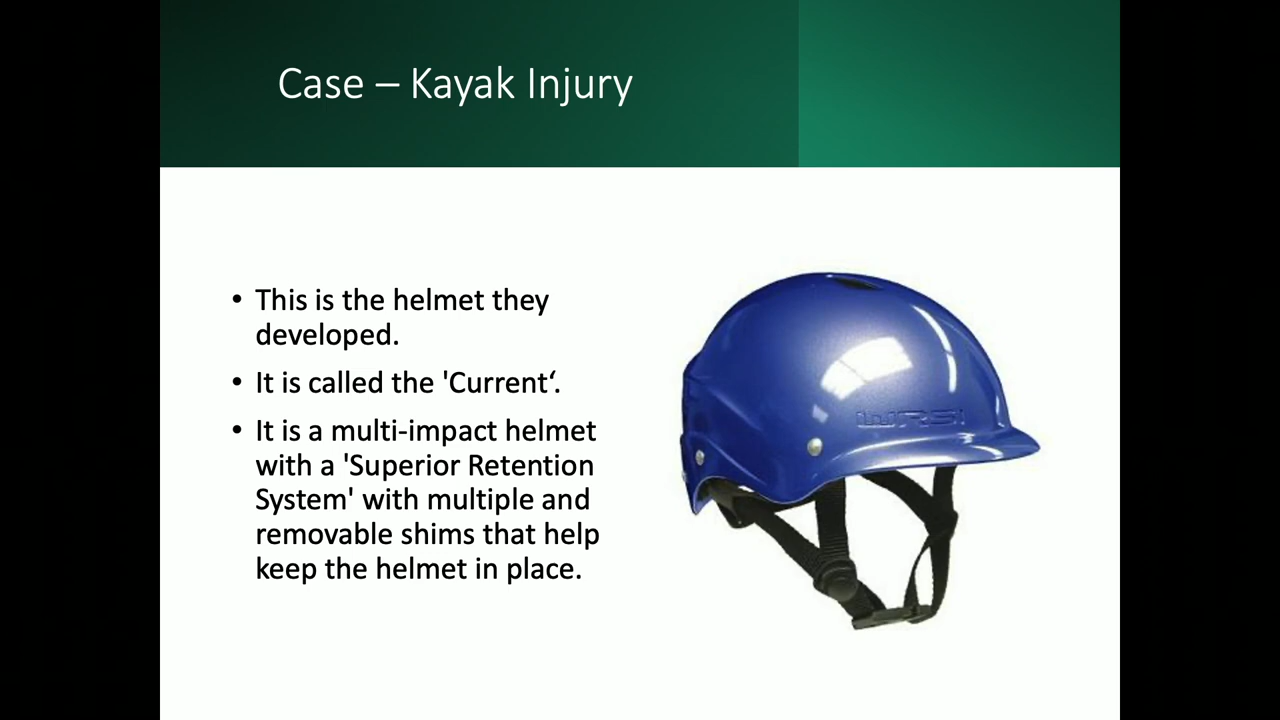 Case – Kayak Injury
• This is the helmet they
developed.
• It is called the 'Current‘.
• It is a multi-impact helmet
with a 'Superior Retention
System' with multiple and
removable shims that help
keep the helmet in place.
WRSI